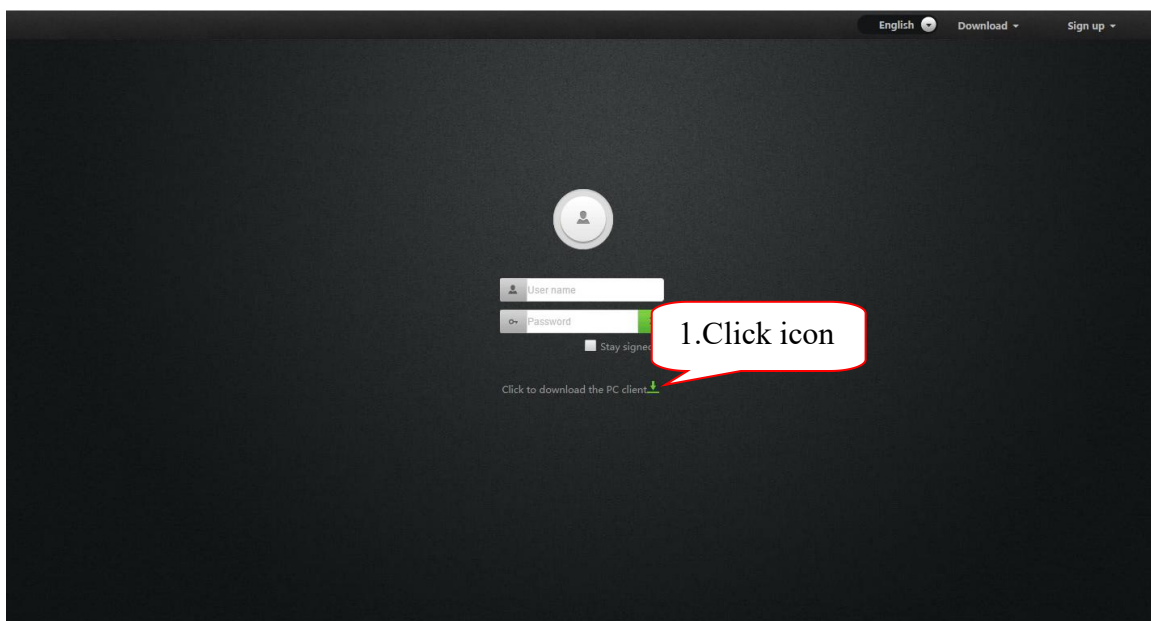 English
Download
Sign up
User name
Password
1.Click icon
Stay signed
Click to download the PC client